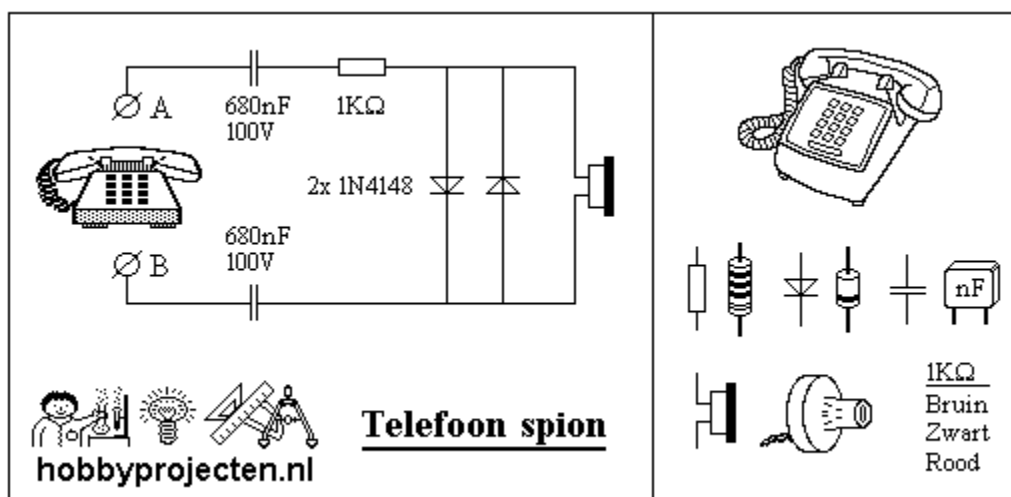 A
680nF
100V
1KΩ
2x 1N4148
680nF
100V
B
Telefoon spion
hobbyprojecten.nl
nF
1KΩ
Bruin
Zwart
Rood